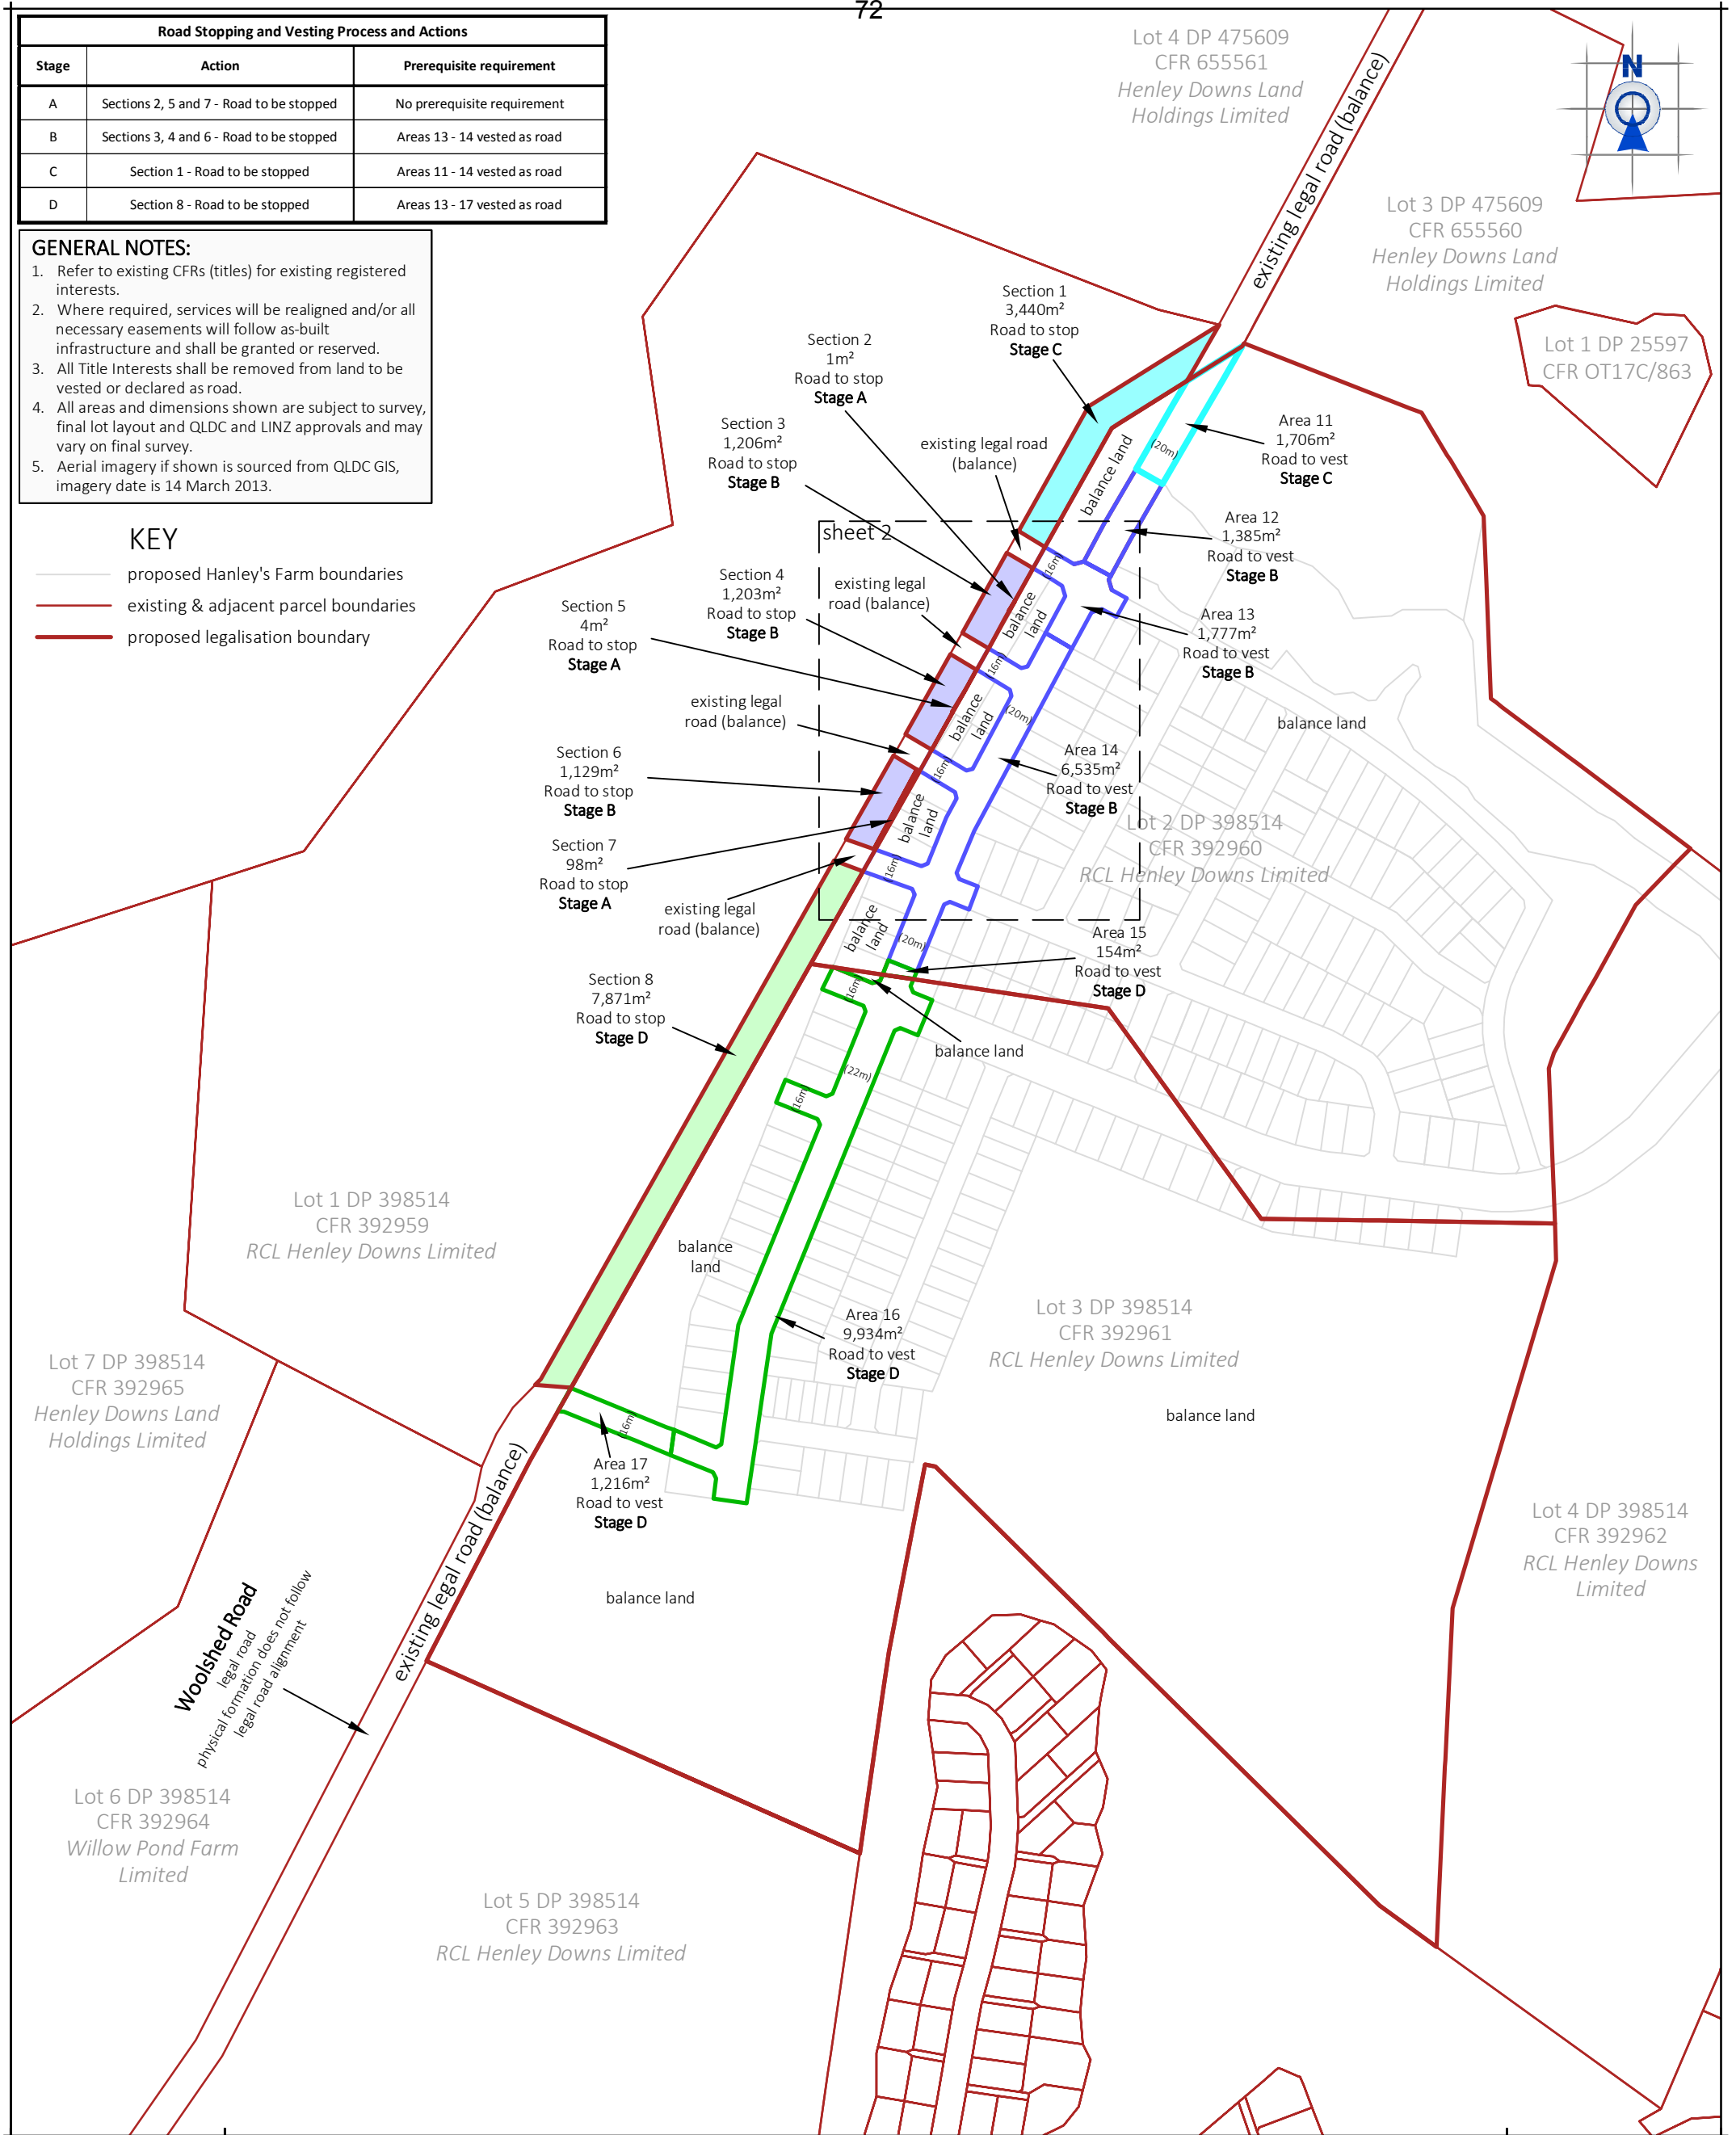 72
Road Stopping and Vesting Process and Actions
Stage Action Prerequisite requirement
A Sections 2, 5 and 7 - Road to be stopped No prerequisite requirement
B Sections 3, 4 and 6 - Road to be stopped Areas 13 - 14 vested as road
C Section 1 - Road to be stopped Areas 11 - 14 vested as road
D Section 8 - Road to be stopped Areas 13 - 17 vested as road
GENERAL NOTES:
1. Refer to existing CFRs (titles) for existing registered
interests.
2. Where required, services will be realigned and/or all
necessary easements will follow as-built
infrastructure and shall be granted or reserved.
3. All Title Interests shall be removed from land to be
vested or declared as road.
4. All areas and dimensions shown are subject to survey,
final lot layout and QLDC and LINZ approvals and may
vary on final survey.
5. Aerial imagery if shown is sourced from QLDC GIS,
imagery date is 14 March 2013.
KEY
proposed Hanley's Farm boundaries
existing & adjacent parcel boundaries
proposed legalisation boundary
N
Lot 4 DP 475609
CFR 655561
Henley Downs Land
Holdings Limited
existing legal road (balance)
Lot 3 DP 475609
CFR 655560
Henley Downs Land
Holdings Limited
Lot 1 DP 25597
CFR OT17C/863
Section 1
3,440m²
Road to stop
Stage C
Section 2
1m²
Road to stop
Stage A
Section 3
1,206m²
Road to stop
Stage B
existing legal road
(balance)
balance land
(20m)
Area 11
1,706m²
Road to vest
Stage C
sheet 2
Area 12
1,385m²
Road to vest
Stage B
Section 4
1,203m²
Road to stop
Stage B
existing legal
road (balance)
(16m)
balance
land
Area 13
1,777m²
Road to vest
Stage B
Section 5
4m²
Road to stop
Stage A
(16m)
existing legal
road (balance)
balance
land
(20m)
balance land
Section 6
1,129m²
Road to stop
Stage B
(16m)
Area 14
6,535m²
Road to vest
Stage B
balance
land
Lot 2 DP 398514
CFR 392960
RCL Henley Downs Limited
Section 7
98m²
Road to stop
Stage A
(16m)
existing legal
road (balance)
balance
land
(20m)
Area 15
154m²
Road to vest
Stage D
Section 8
7,871m²
Road to stop
Stage D
(16m)
balance land
(22m)
(16m)
Lot 1 DP 398514
CFR 392959
RCL Henley Downs Limited
balance
land
Area 16
9,934m²
Road to vest
Stage D
Lot 3 DP 398514
CFR 392961
RCL Henley Downs Limited
balance land
Lot 7 DP 398514
CFR 392965
Henley Downs Land
Holdings Limited
(16m)
Area 17
1,216m²
Road to vest
Stage D
existing legal road (balance)
Lot 4 DP 398514
CFR 392962
RCL Henley Downs
Limited
balance land
Woolshed Road
legal road
physical formation does not follow
legal road alignment
Lot 6 DP 398514
CFR 392964
Willow Pond Farm
Limited
Lot 5 DP 398514
CFR 392963
RCL Henley Downs Limited